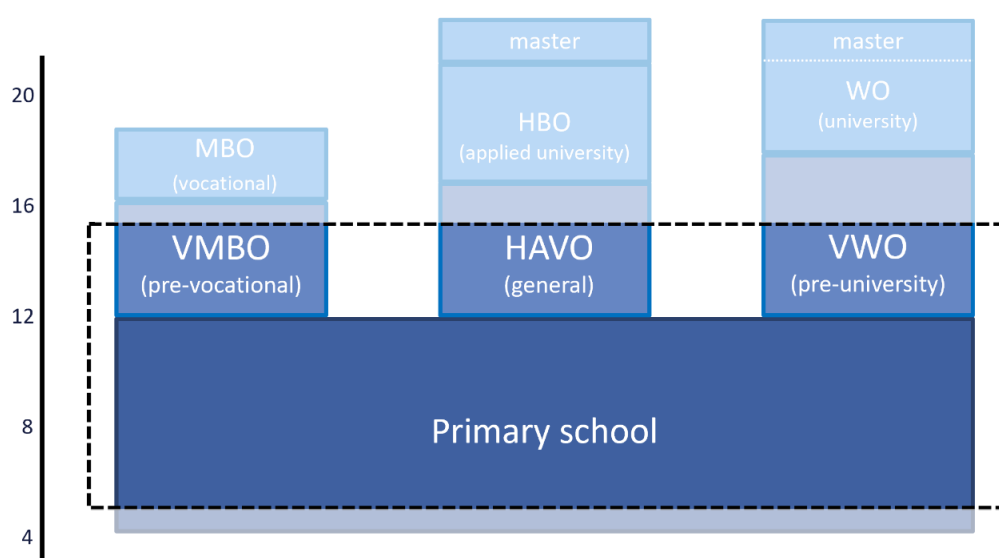 master
master
20
WO
(university)
HBO
(applied university)
MBO
(vocational)
16
VMBO
(pre-vocational)
HAVO
(general)
VWO
(pre-university)
12
8
Primary school
4